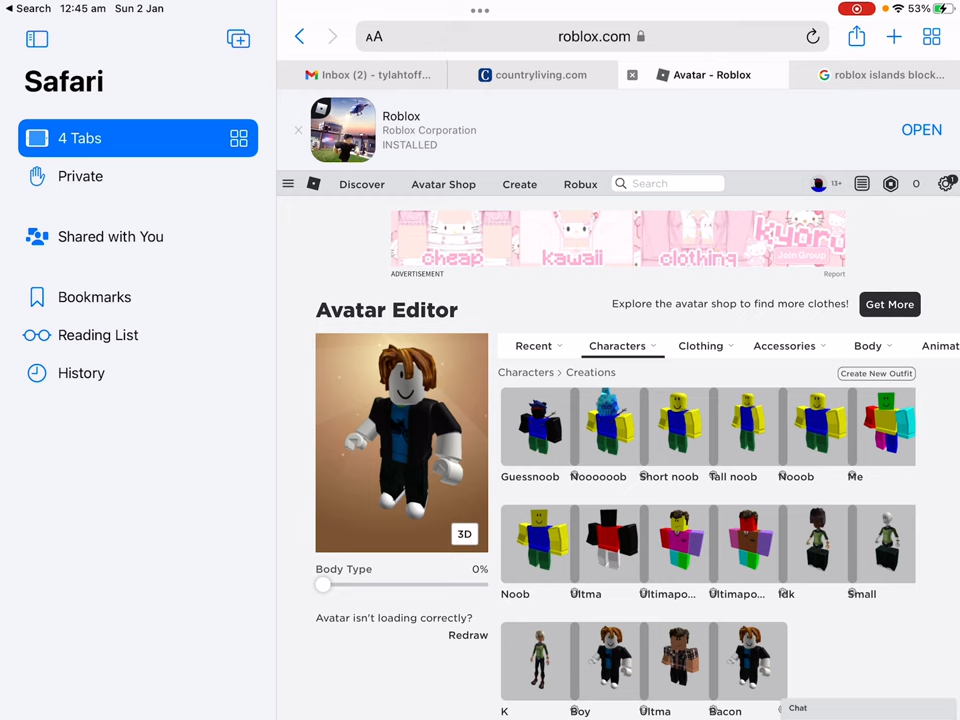 Search 12:45 am Sun 2 Jan
53%
Safari
4 Tabs
Private
Shared with You
Bookmarks
Reading List
History
AA
roblox.com
Inbox (2) - tylahtoff...
C countryliving.com
Avatar - Roblox
G roblox islands block...
Roblox
Roblox Corporation
INSTALLED
OPEN
Discover Avatar Shop Create Robux Search 13+ 0 1
cheap kawaii clothing kyory
Join Group
ADVERTISEMENT Report
Avatar Editor
Explore the avatar shop to find more clothes! Get More
Recent Characters Clothing Accessories Body Animat
Characters > Creations Create New Outfit
Guessnoob Noooooob Short noob Tall noob Nooob Me
3D
Body Type 0%
Noob Ultma Ultimapo... Ultimapo... Idk Small
Avatar isn't loading correctly?
Redraw
K Boy Ultma Bacon
Chat